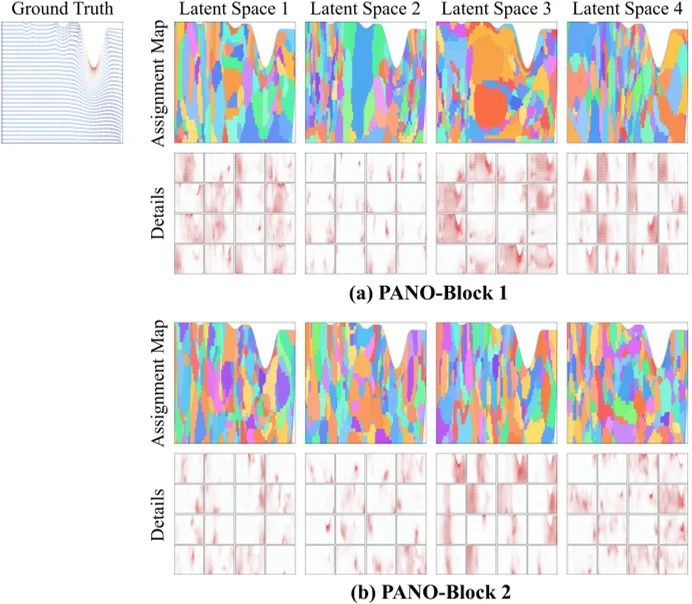 Ground Truth
Latent Space 1
Latent Space 2
Latent Space 3
Latent Space 4
Assignment Map
Details
(a) PANO-Block 1
Assignment Map
Details
(b) PANO-Block 2